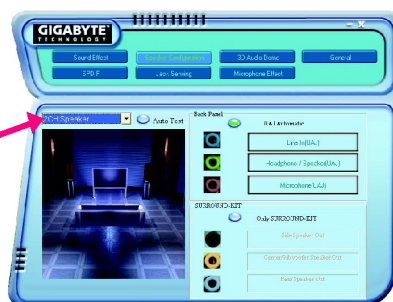 GIGABYTE
TECHNOLOGY
Sound Effect
Speaker Configuration
3D Audio Demo
General
S/PDIF
Jack Sensing
Microphone Effect
2CH Speaker
Auto Test
Back Panel
UAJ Automatic
Line In(UAJ)
Headphone / Speaker(UAJ)
Microphone(UAJ)
SURROUND-KIT
Only SURROUND-KIT
Side Speaker Out
Center/Subwoofer Speaker Out
Rear Speaker Out